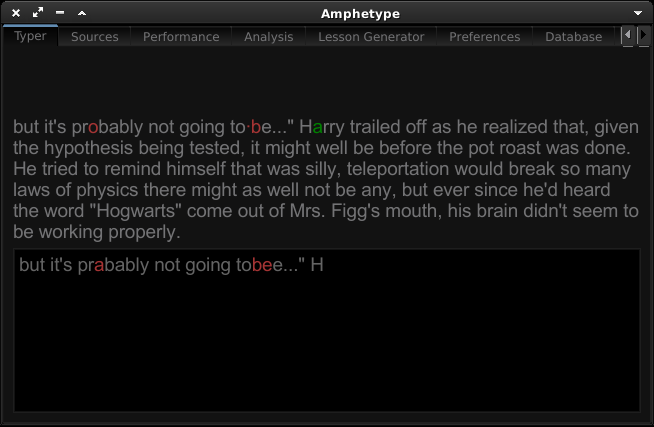 Amphetype
Typer Sources Performance Analysis Lesson Generator Preferences Database
but it's probably not going to·be..." Harry trailed off as he realized that, given
the hypothesis being tested, it might well be before the pot roast was done.
He tried to remind himself that was silly, teleportation would break so many
laws of physics there might as well not be any, but ever since he'd heard
the word "Hogwarts" come out of Mrs. Figg's mouth, his brain didn't seem to
be working properly.
but it's prabably not going tobee..." H